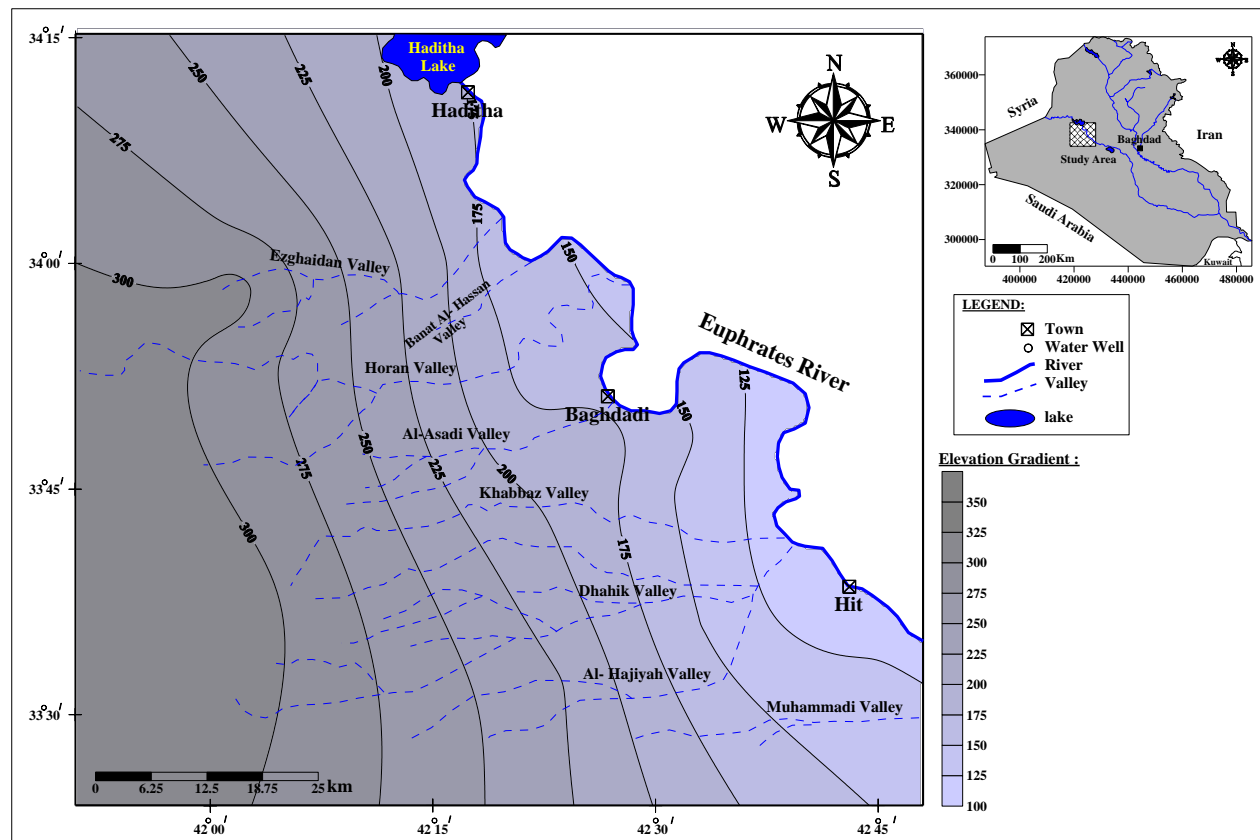 34°15'
34°00'
33°45'
33°30'
42°00'
42°15'
42°30'
42°45'
Haditha
Lake
Haditha
250
225
200
175
275
175
150
300
Ezghaidan Valley
Banat Al- Hassan
Valley
Horan Valley
Euphrates River
125
150
Baghdadi
Al-Asadi Valley
250
275
225
200
Khabbaz Valley
300
175
Dhahik Valley
Hit
Al- Hajiyah Valley
Muhammadi Valley
0 6.25 12.5 18.75 25 km
N
W E
S
360000
340000
320000
300000
400000 420000 440000 460000 480000
N
Syria
Iran
Baghdad
Study Area
Saudi Arabia
Kuwait
0 100 200 Km
LEGEND:
Town
Water Well
River
Valley
lake
Elevation Gradient :
350
325
300
275
250
225
200
175
150
125
100